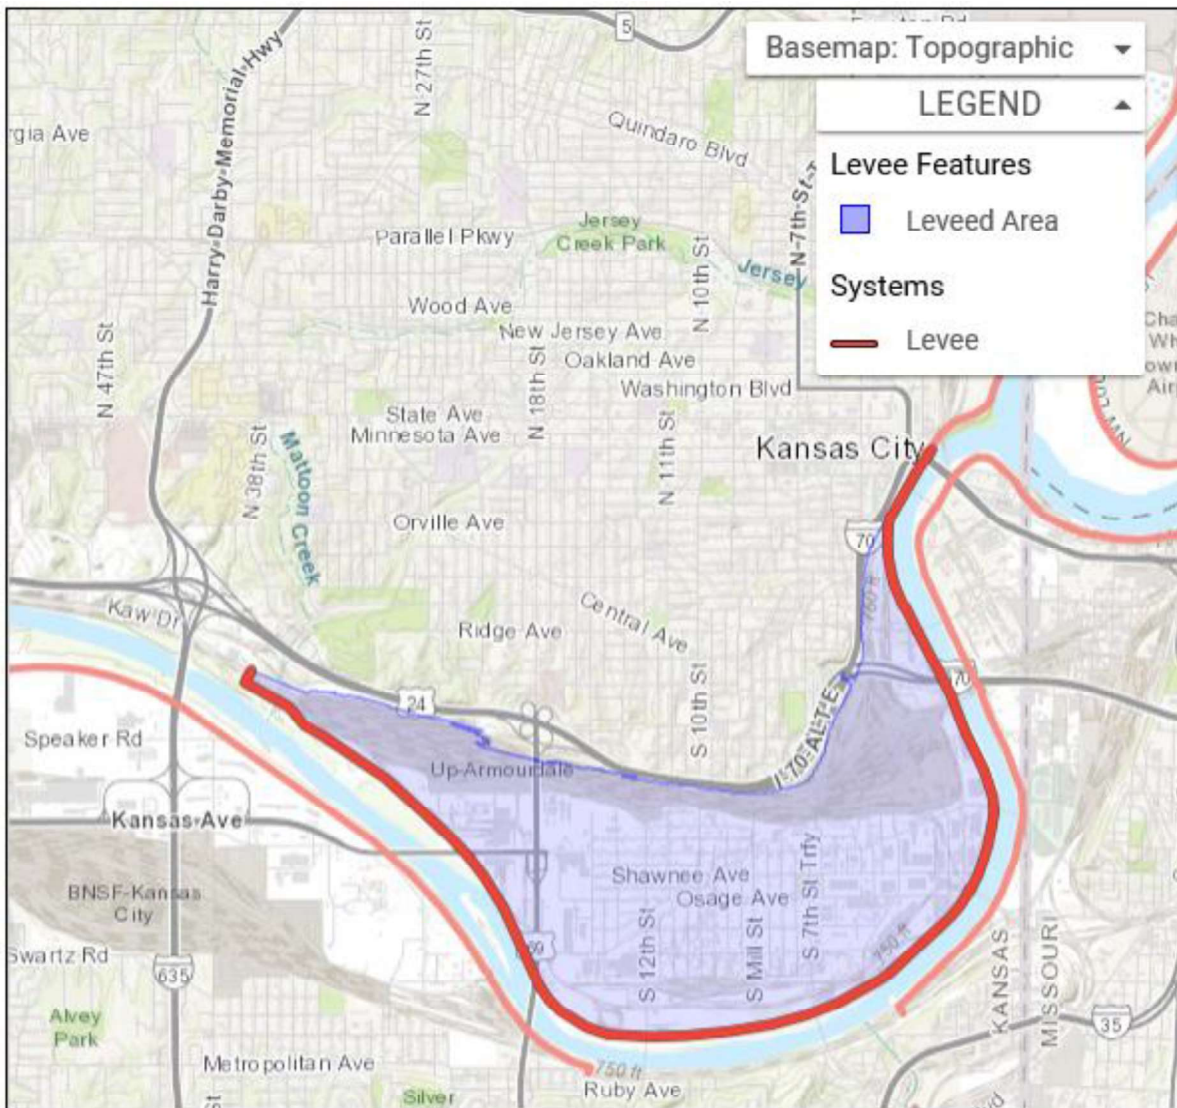 5
Basemap: Topographic
LEGEND
Levee Features
Leveed Area
Systems
Levee
Harry-Darby-Memorial-Hwy
N 27th St
Quindaro Blvd
Parallel Pkwy
Jersey
Creek Park
N 10th St
Jersey
Wood Ave
New Jersey Ave
Oakland Ave
Washington Blvd
N 47th St
N 18th St
State Ave
Minnesota Ave
N 38th St
Mattoon Creek
N 11th St
Kansas City
Orville Ave
70
760 ft
Kaw Dr
Ridge Ave
Central Ave
24
S 10th St
I-70-ALT-E
70
Speaker Rd
Up-Armourdale
Kansas-Ave
Shawnee Ave
Osage Ave
S 7th St Trfy
BNSF-Kansas
City
S 12th St
S Mill St
750 ft
69
Swartz Rd
635
KANSAS
MISSOURI
Alvey
Park
35
Metropolitan Ave
750 ft
Ruby Ave
Silver